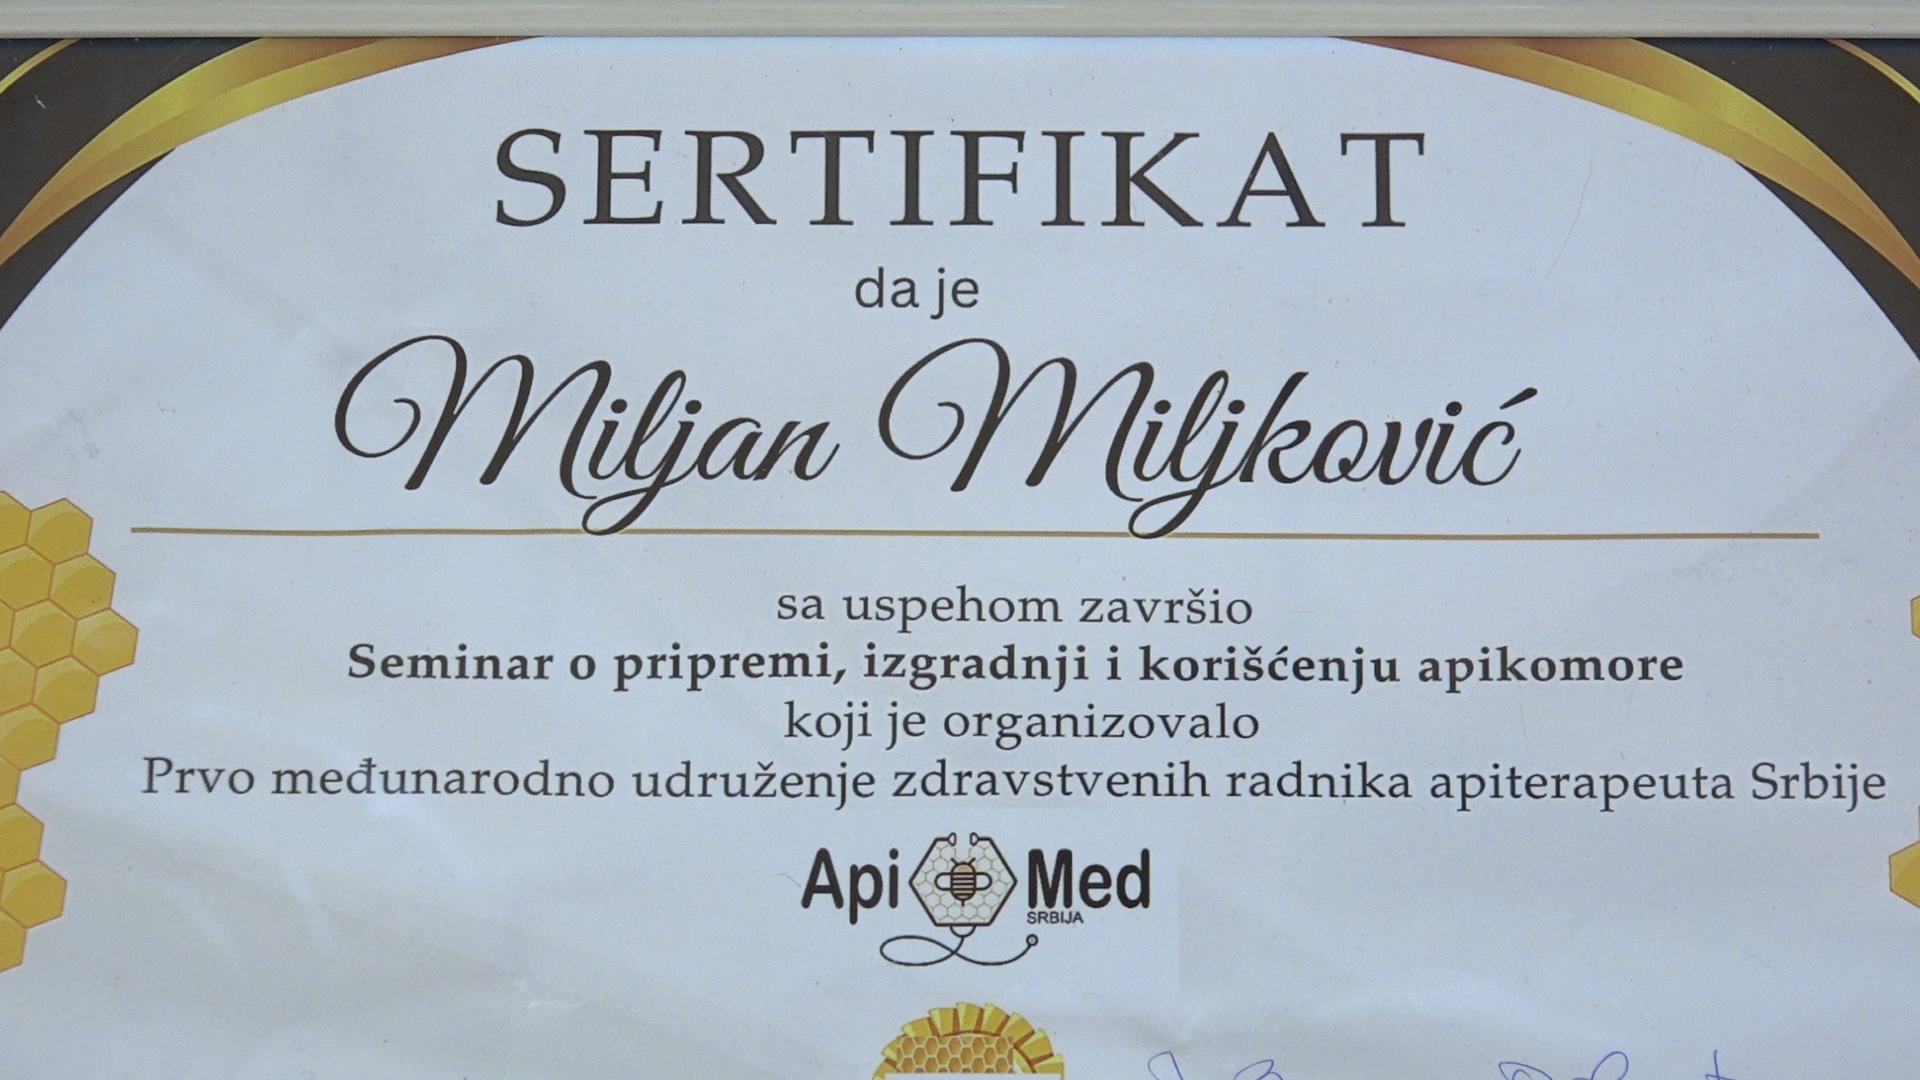 SERTIFIKAT
da je
Miljan Miljković
sa uspehom završio
Seminar o pripremi, izgradnji i korišćenju apikomore
koji je organizovalo
Prvo međunarodno udruženje zdravstvenih radnika apiterapeuta Srbije
Api Med
SRBIJA